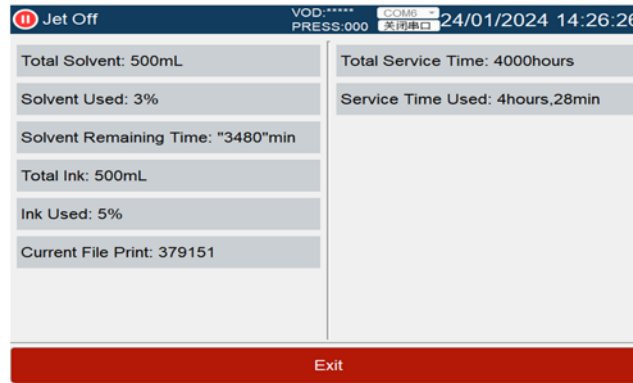 Jet Off
VOD:*****
PRESS:000
COM6
关闭串口
24/01/2024 14:26:26
Total Solvent: 500mL
Solvent Used: 3%
Solvent Remaining Time: "3480"min
Total Ink: 500mL
Ink Used: 5%
Current File Print: 379151
Total Service Time: 4000hours
Service Time Used: 4hours,28min
Exit